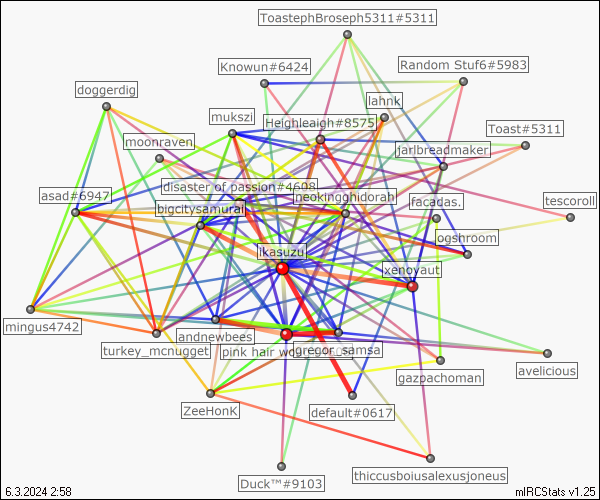 ToastephBroseph5311#5311
Knowun#6424
Random Stuf6#5983
doggerdig
lahnk
mukszi
Heighleaigh#8575
Toast#5311
moonraven
jarlbreadmaker
disaster of passion#4608
asad#6947
neokingghidorah
facadas.
tescoroll
bigcitysamurai
ogshroom
ikasuzu
xenoyaut
mingus4742
andnewbees
turkey_mcnugget
pink hair
gregor_samsa
avelicious
gazpachoman
ZeeHonK
default#0617
thiccusboiusalexusjoneus
Duck™#9103
6.3.2024 2:58
mIRCStats v1.25